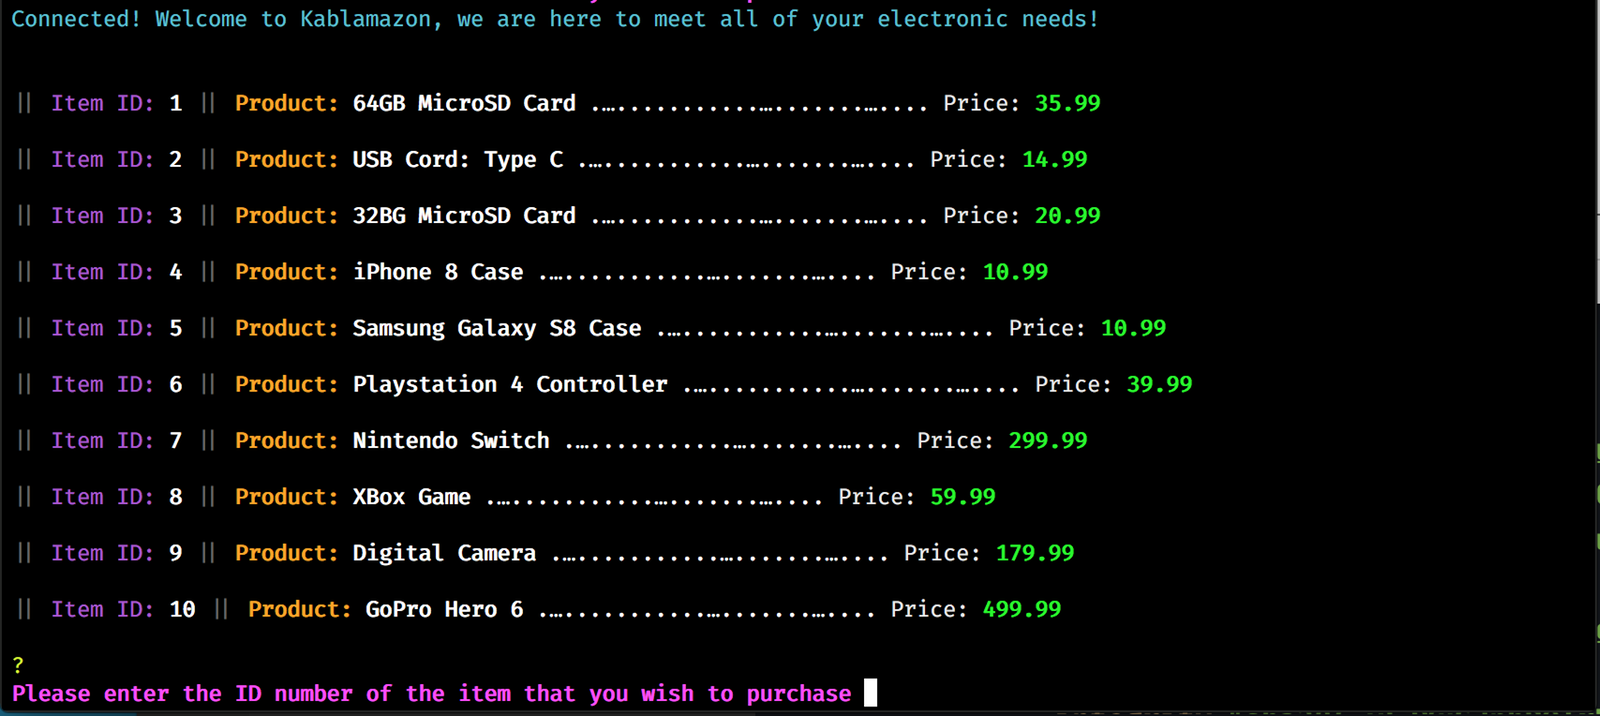 Connected! Welcome to Kablamazon, we are here to meet all of your electronic needs!
|| Item ID: 1 || Product: 64GB MicroSD Card .…...........…........….... Price: 35.99
|| Item ID: 2 || Product: USB Cord: Type C .…...........…........….... Price: 14.99
|| Item ID: 3 || Product: 32BG MicroSD Card .…...........…........….... Price: 20.99
|| Item ID: 4 || Product: iPhone 8 Case .…...........…........….... Price: 10.99
|| Item ID: 5 || Product: Samsung Galaxy S8 Case .…...........…........….... Price: 10.99
|| Item ID: 6 || Product: Playstation 4 Controller .…...........…........….... Price: 39.99
|| Item ID: 7 || Product: Nintendo Switch .…...........…........….... Price: 299.99
|| Item ID: 8 || Product: XBox Game .…...........…........….... Price: 59.99
|| Item ID: 9 || Product: Digital Camera .…...........…........….... Price: 179.99
|| Item ID: 10 || Product: GoPro Hero 6 .…...........…........….... Price: 499.99
?
Please enter the ID number of the item that you wish to purchase